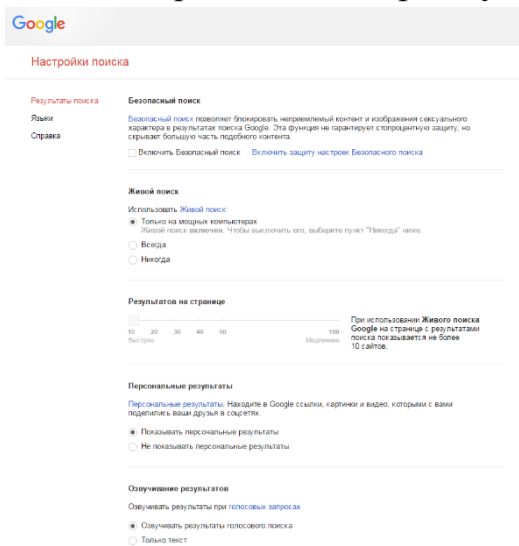 Google
Настройки поиска
Результаты поиска
Языки
Справка
Безопасный поиск
Безопасный поиск позволяет блокировать неприемлемый контент и изображения сексуального
характера в результатах поиска Google. Эта функция не гарантирует стопроцентную защиту, но
скрывает большую часть подобного контента.
Включить Безопасный поиск Включить защиту настроек Безопасного поиска
Живой поиск
Использовать Живой поиск:
Только на мощных компьютерах
Живой поиск включен. Чтобы выключить его, выберите пункт "Никогда" ниже.
Всегда
Никогда
Результатов на странице
10 20 30 40 50 100
Быстрее Медленнее
При использовании Живого поиска
Google на странице с результатами
поиска показывается не более
10 сайтов.
Персональные результаты
Персональные результаты. Находите в Google ссылки, картинки и видео, которыми с вами
поделились ваши друзья в соцсетях.
Показывать персональные результаты
Не показывать персональные результаты
Озвучивание результатов
Озвучивать результаты при голосовых запросах
Озвучивать результаты голосового поиска
Только текст